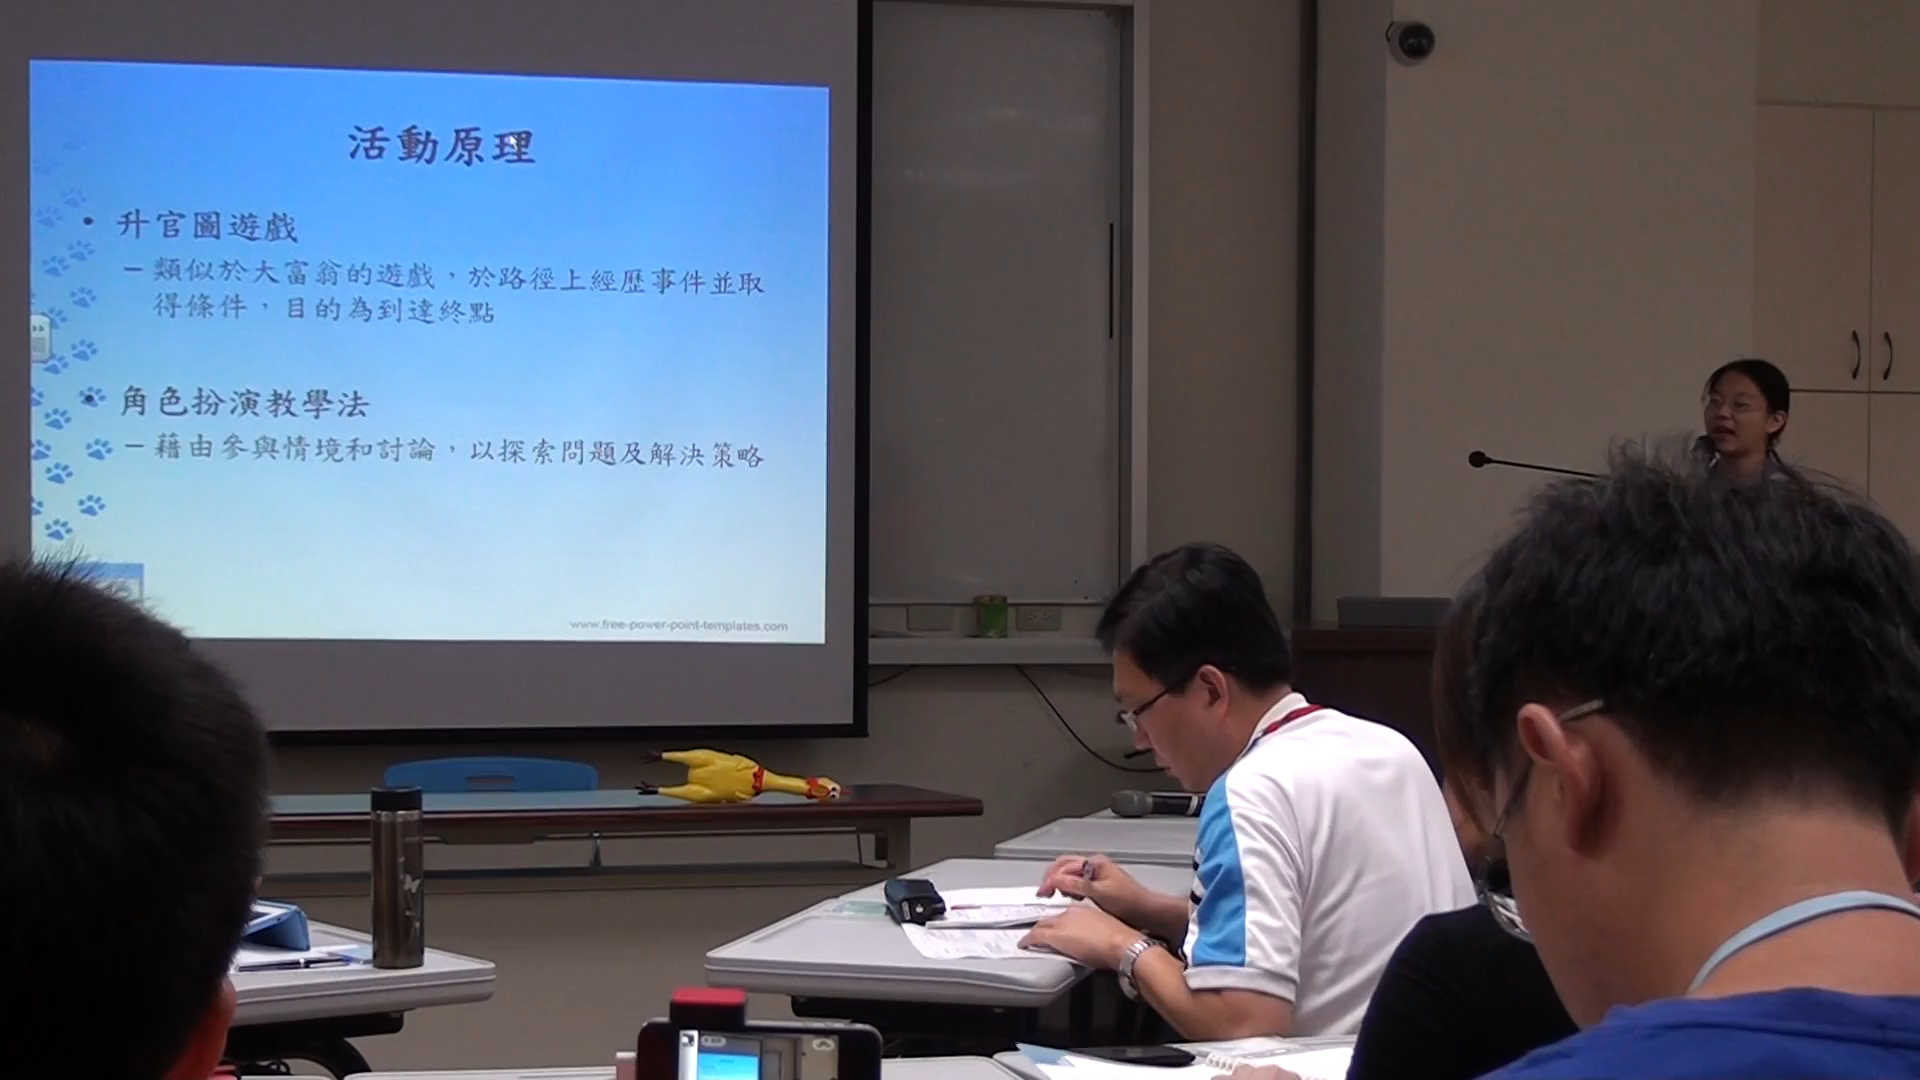 活動原理
• 升官圖遊戲
– 類似於大富翁的遊戲，於路徑上經歷事件並取
得條件，目的為到達終點
• 角色扮演教學法
– 藉由參與情境和討論，以探索問題及解決策略
www.free-power-point-templates.com